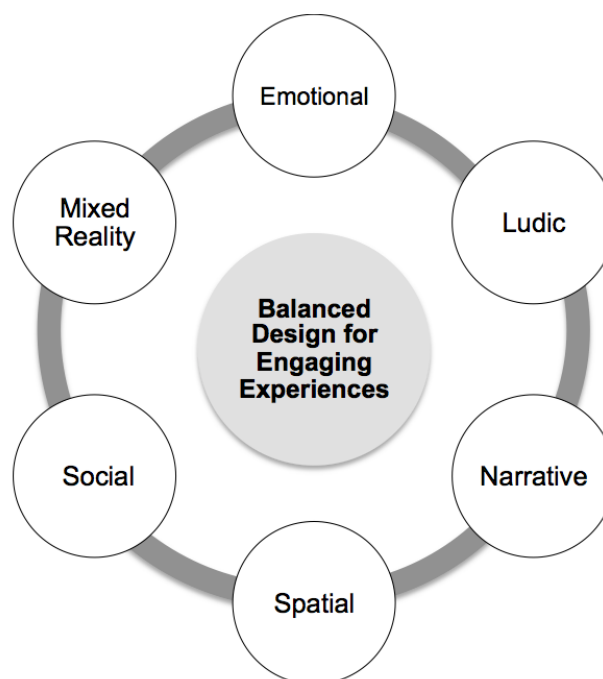 Emotional
Mixed
Reality
Ludic
Balanced
Design for
Engaging
Experiences
Social
Narrative
Spatial